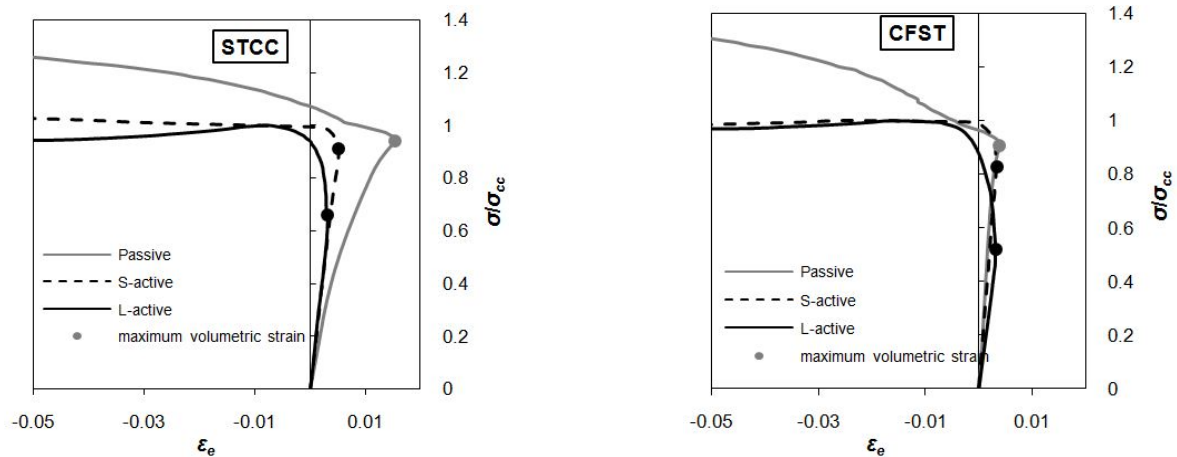 STCC
1.4
1.2
1
0.8
0.6
0.4
0.2
0
σ/σcc
Passive
S-active
L-active
maximum volumetric strain
-0.05
-0.03
-0.01
0.01
εe
CFST
1.4
1.2
1
0.8
0.6
0.4
0.2
0
σ/σcc
Passive
S-active
L-active
maximum volumetric strain
-0.05
-0.03
-0.01
0.01
εe